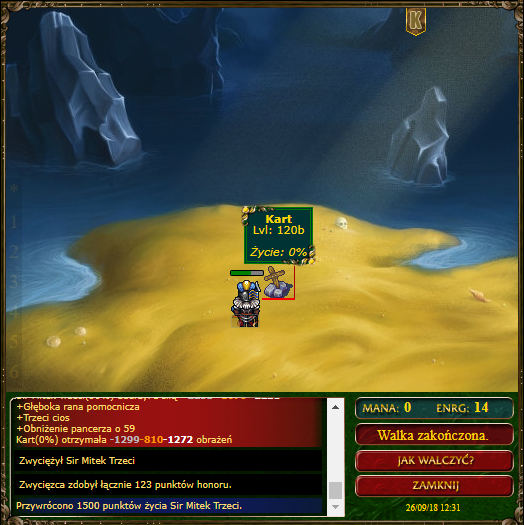 K
Kart
Lvl: 120b
Życie: 0%
+Głęboka rana pomocnicza
+Trzeci cios
+Obniżenie pancerza o 59
Kart(0%) otrzymała -1299-810-1272 obrażeń
Zwyciężył Sir Mitek Trzeci
Zwycięzca zdobył łącznie 123 punktów honoru.
Przywrócono 1500 punktów życia Sir Mitek Trzeci.
MANA: 0 ENRG: 14
Walka zakończona.
JAK WALCZYĆ?
ZAMKNIJ
26/09/18 12:31